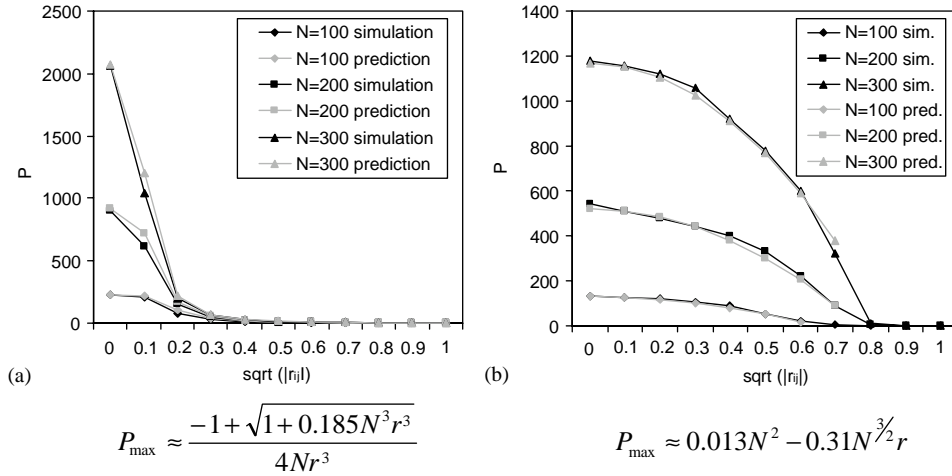 2500
2000
1500
1000
500
0
P
N=100 simulation
N=100 prediction
N=200 simulation
N=200 prediction
N=300 simulation
N=300 prediction
0 0.1 0.2 0.3 0.4 0.5 0.6 0.7 0.8 0.9 1
sqrt (|rijl)
(a)
1400
1200
1000
800
600
400
200
0
P
N=100 sim.
N=200 sim.
N=300 sim.
N=100 pred.
N=200 pred.
N=300 pred.
0 0.1 0.2 0.3 0.4 0.5 0.6 0.7 0.8 0.9 1
sqrt (|rij|)
(b)
P_max ≈ (−1 + √(1 + 0.185N³r³)) / (4Nr³)
P_max ≈ 0.013N² − 0.31N^(3/2) r